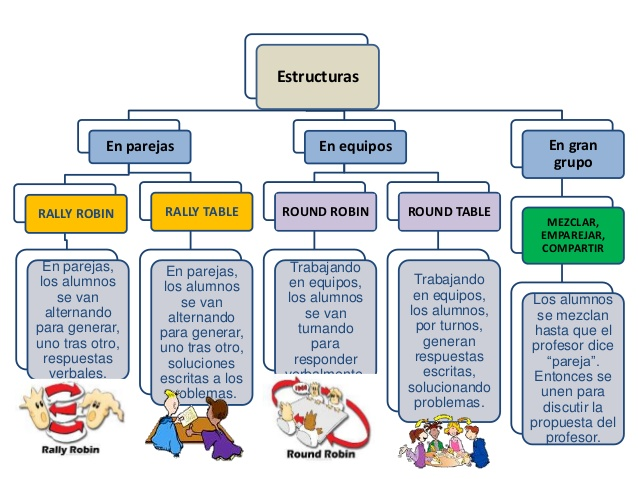 Estructuras
En parejas
En equipos
En gran
grupo
RALLY ROBIN
RALLY TABLE
ROUND ROBIN
ROUND TABLE
MEZCLAR,
EMPAREJAR,
COMPARTIR
En parejas,
los alumnos
se van
alternando
para generar,
uno tras otro,
respuestas
verbales.
En parejas,
los alumnos
se van
alternando
para generar,
uno tras otro,
soluciones
escritas a los
problemas.
Trabajando
en equipos,
los alumnos
se van
turnando
para
responder
verbalmente
Trabajando
en equipos,
los alumnos,
por turnos,
generan
respuestas
escritas,
solucionando
problemas.
Los alumnos
se mezclan
hasta que el
profesor dice
“pareja”.
Entonces se
unen para
discutir la
propuesta del
profesor.
Rally Robin
Round Robin